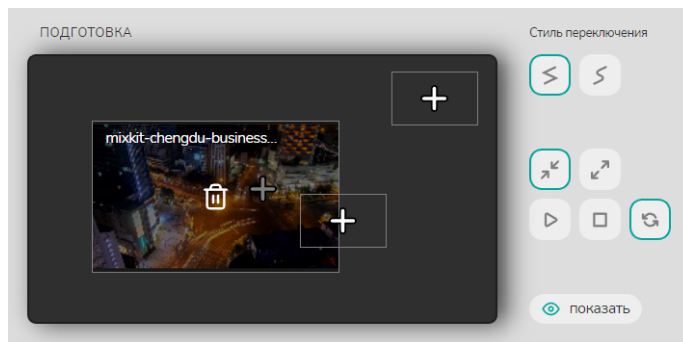 ПОДГОТОВКА
Стиль переключения
mixkit-chengdu-business...
показать